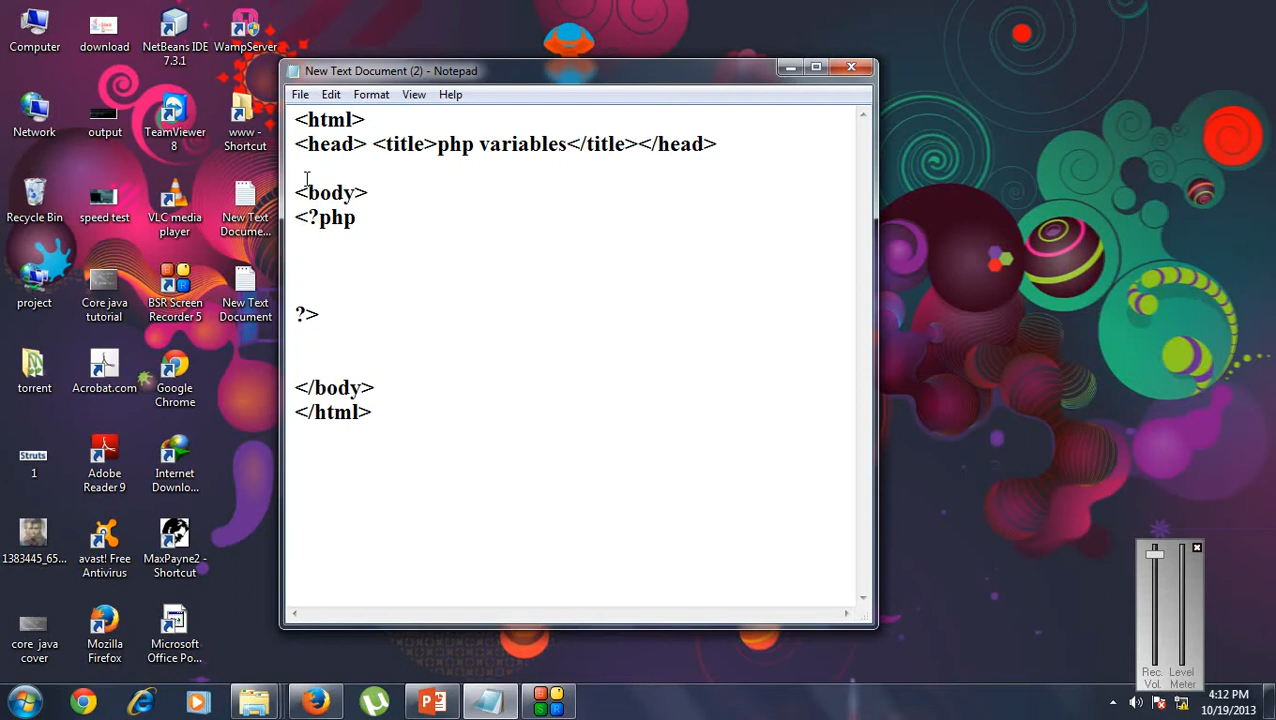 Computer
download
NetBeans IDE
7.3.1
WampServer
Network
output
TeamViewer
8
www -
Shortcut
Recycle Bin
speed test
VLC media
player
New Text
Docume...
project
Core java
tutorial
BSR Screen
Recorder 5
New Text
Document
torrent
Acrobat.com
Google
Chrome
Struts
1
Adobe
Reader 9
Internet
Downlo...
1383445_65...
avast! Free
Antivirus
MaxPayne2 -
Shortcut
core java
cover
Mozilla
Firefox
Microsoft
Office Po...
New Text Document (2) - Notepad
File Edit Format View Help
<html>
<head> <title>php variables</title></head>
<body>
<?php
?>
</body>
</html>
Rec. Level
Vol. Meter
4:12 PM
10/19/2013